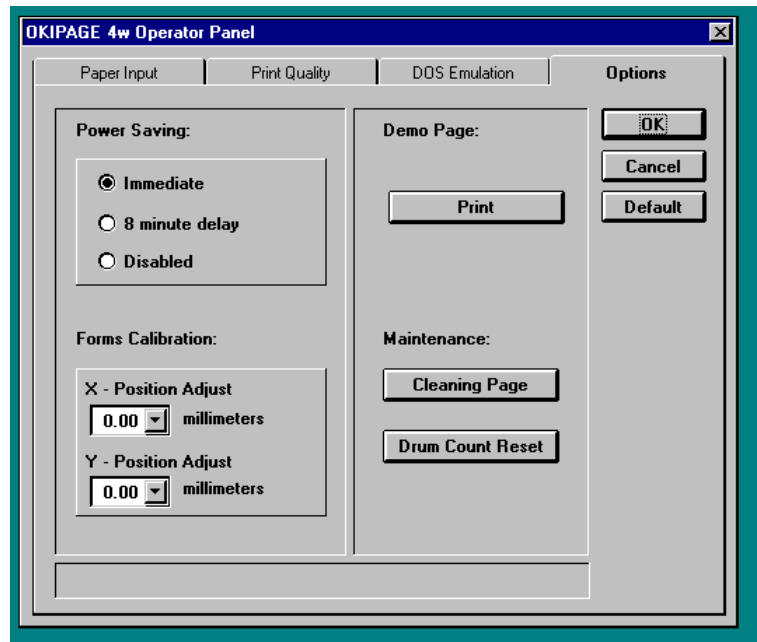 OKIPAGE 4w Operator Panel
Paper Input
Print Quality
DOS Emulation
Options
Power Saving:
Immediate
8 minute delay
Disabled
Forms Calibration:
X - Position Adjust
0.00 millimeters
Y - Position Adjust
0.00 millimeters
Demo Page:
Print
Maintenance:
Cleaning Page
Drum Count Reset
OK
Cancel
Default